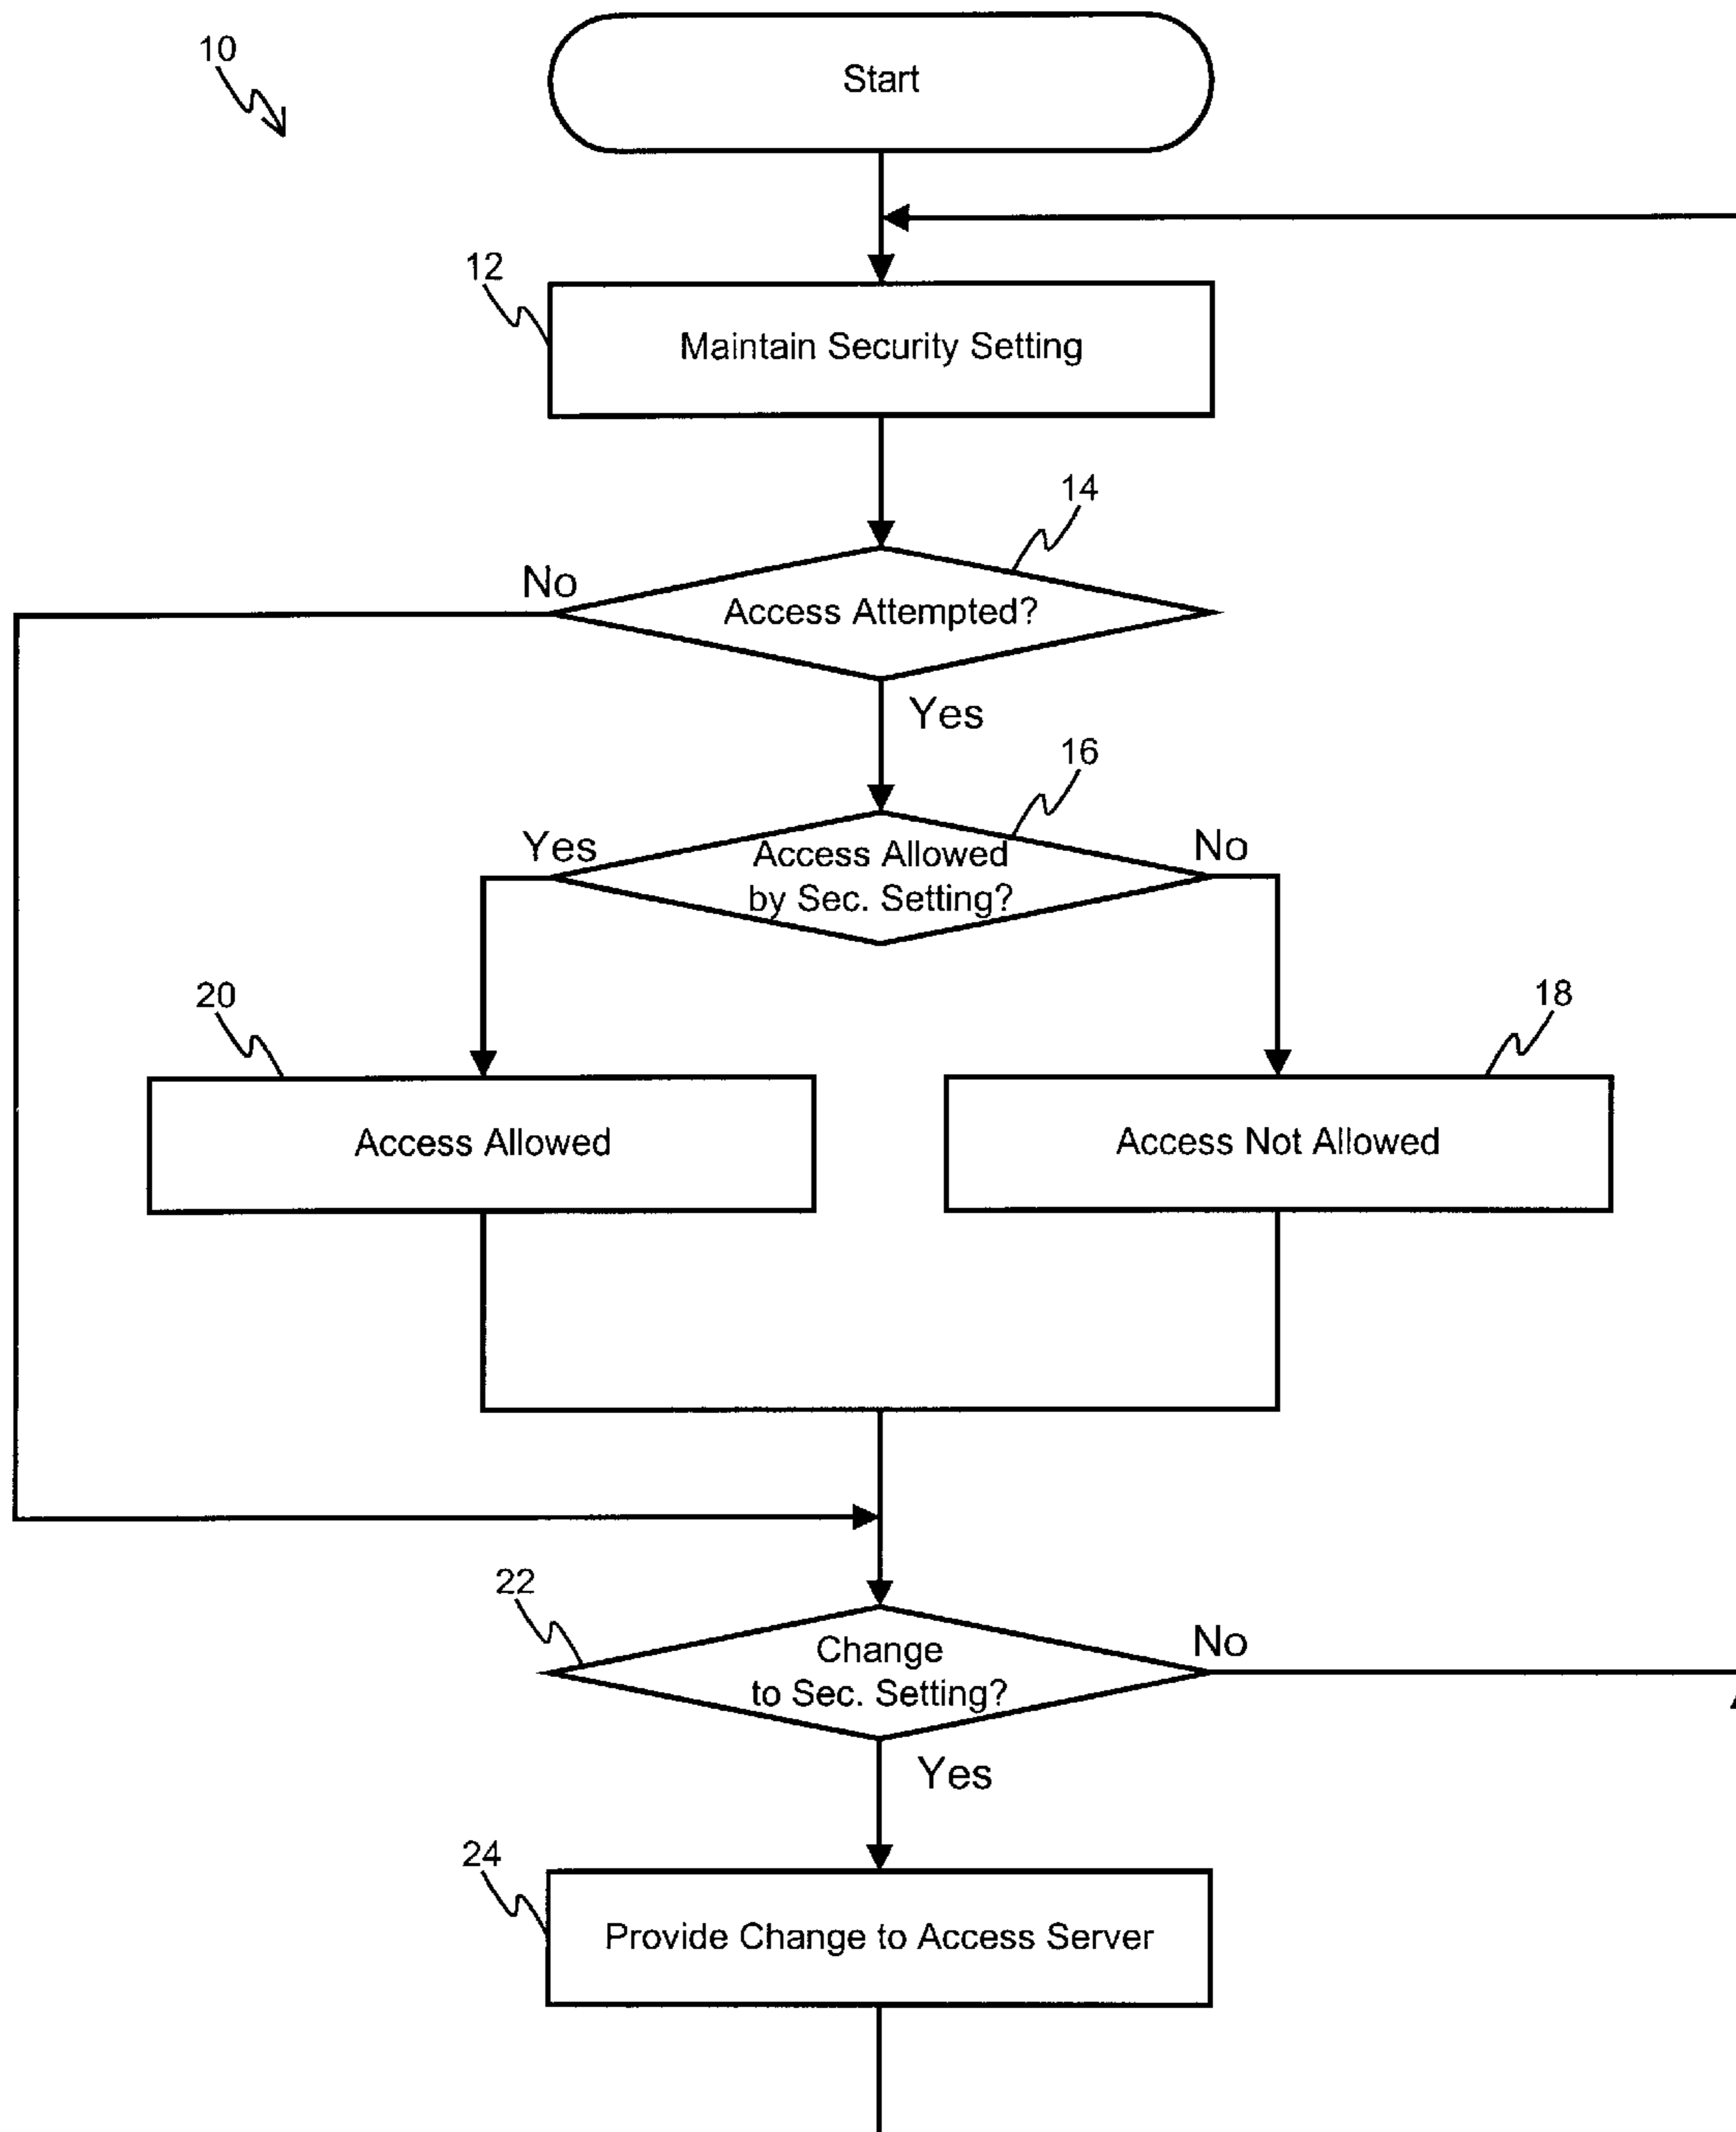 10
Start
12
Maintain Security Setting
14
No
Access Attempted?
Yes
16
Yes
Access Allowed
by Sec. Setting?
No
20
18
Access Allowed
Access Not Allowed
22
Change
to Sec. Setting?
No
Yes
24
Provide Change to Access Server